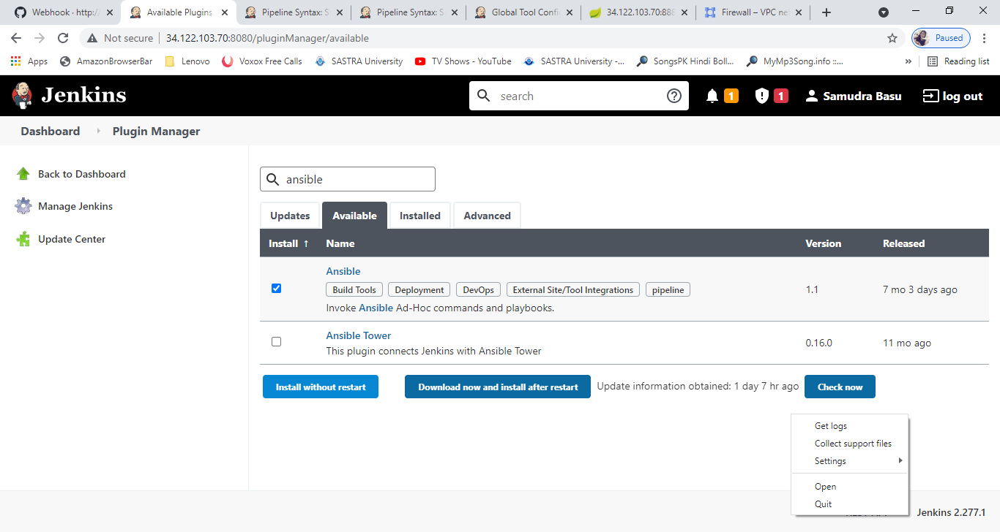 Webhook · http:/
Available Plugins
Pipeline Syntax: S
Pipeline Syntax: S
Global Tool Confi
34.122.103.70:888
Firewall – VPC ne
Not secure
34.122.103.70:8080/pluginManager/available
Paused
Apps
AmazonBrowserBar
Lenovo
Voxox Free Calls
SASTRA University
TV Shows - YouTube
SASTRA University -...
SongsPK Hindi Boll...
MyMp3Song.info ::...
»
Reading list
Jenkins
search
1
1
Samudra Basu
log out
Dashboard
Plugin Manager
Back to Dashboard
Manage Jenkins
Update Center
ansible
Updates
Available
Installed
Advanced
Install ↑ Name Version Released
Ansible
Build Tools Deployment DevOps External Site/Tool Integrations pipeline
1.1
7 mo 3 days ago
Invoke Ansible Ad-Hoc commands and playbooks.
Ansible Tower
0.16.0
11 mo ago
This plugin connects Jenkins with Ansible Tower
Install without restart
Download now and install after restart
Update information obtained: 1 day 7 hr ago
Check now
Get logs
Collect support files
Settings
Open
Quit
Jenkins 2.277.1